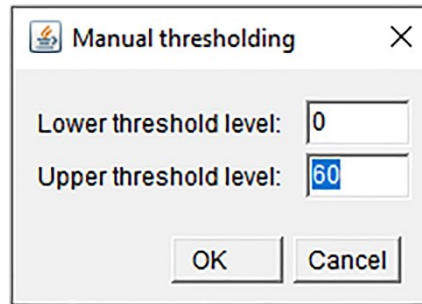 Manual thresholding
Lower threshold level: 0
Upper threshold level: 60
OK Cancel